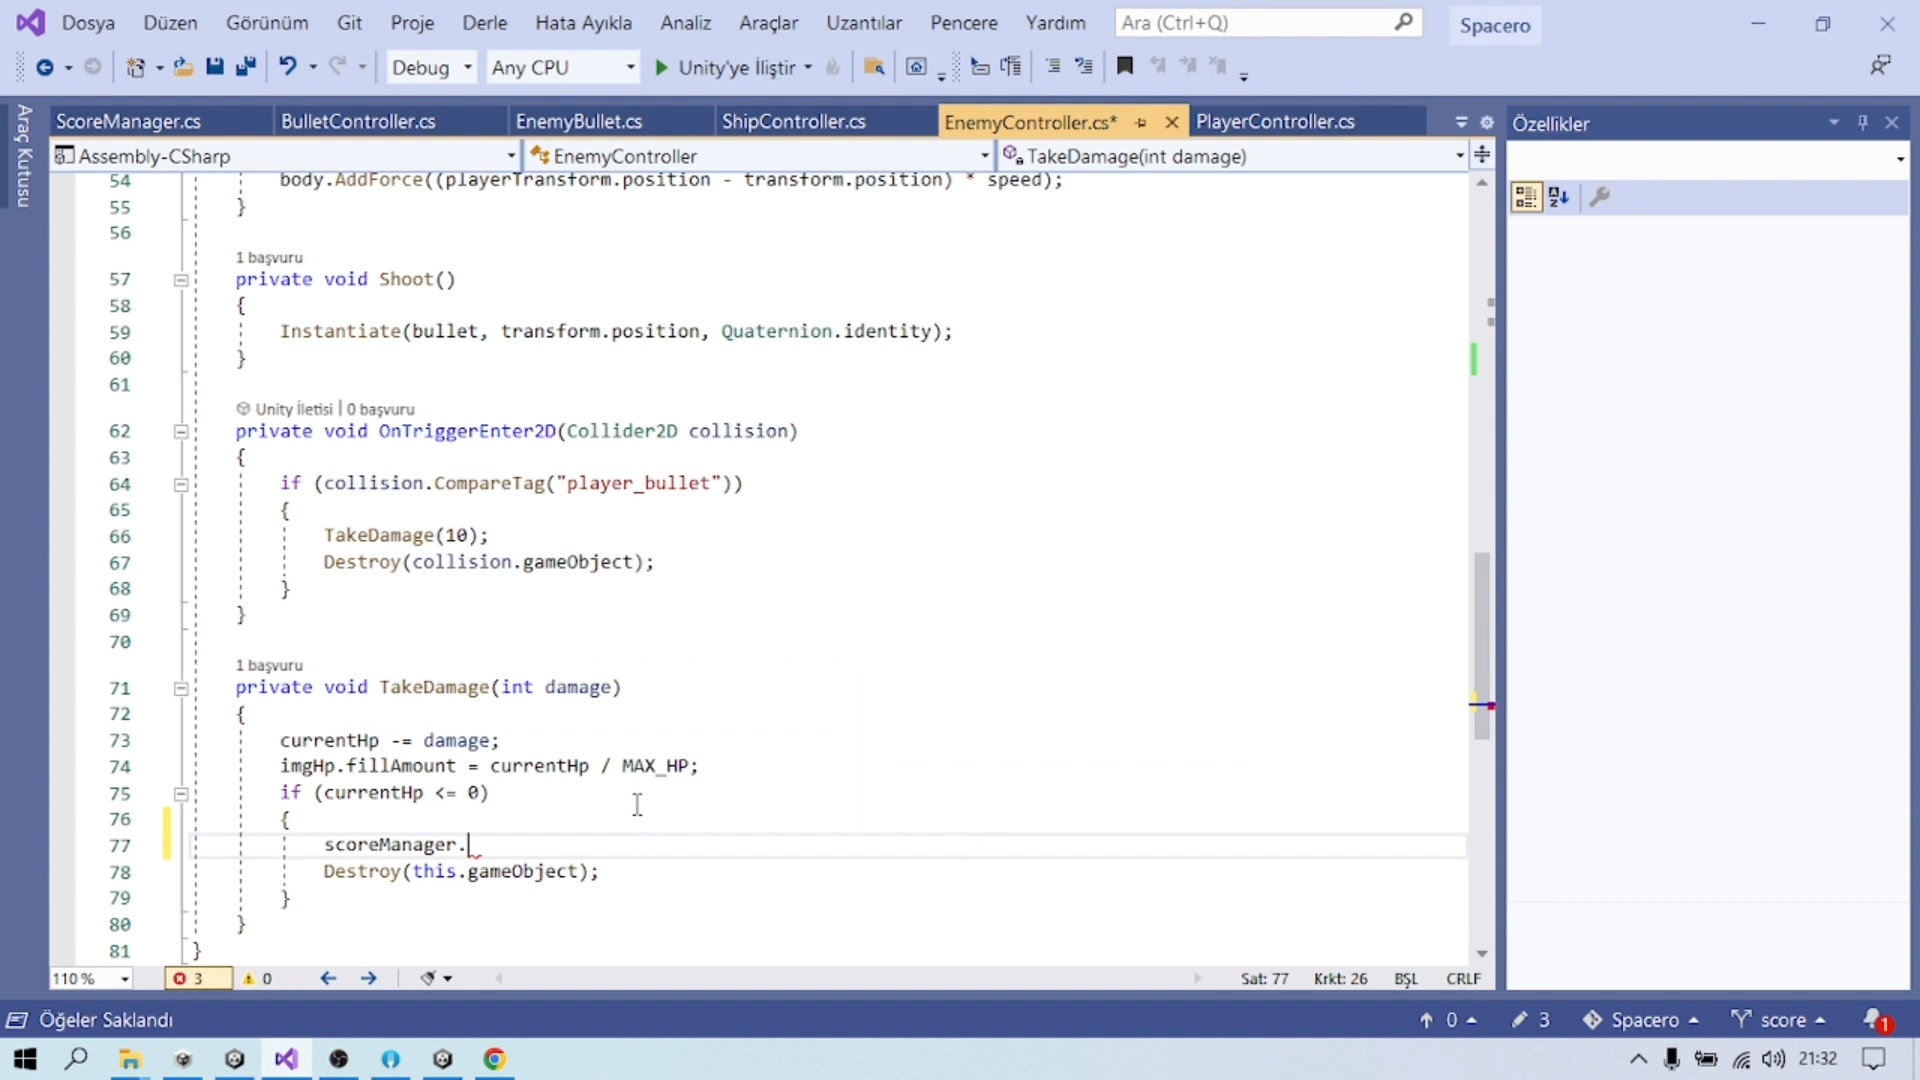 Dosya Düzen Görünüm Git Proje Derle Hata Ayıkla Analiz Araçlar Uzantılar Pencere Yardım Ara (Ctrl+Q) Spacero
Debug Any CPU Unity'ye İliştir
Araç Kutusu
ScoreManager.cs BulletController.cs EnemyBullet.cs ShipController.cs EnemyController.cs* PlayerController.cs Özellikler
Assembly-CSharp EnemyController TakeDamage(int damage)
54 body.AddForce((playerTransform.position - transform.position) * speed);
55 }
56
1 başvuru
57 private void Shoot()
58 {
59 Instantiate(bullet, transform.position, Quaternion.identity);
60 }
61
Unity İletisi | 0 başvuru
62 private void OnTriggerEnter2D(Collider2D collision)
63 {
64 if (collision.CompareTag("player_bullet"))
65 {
66 TakeDamage(10);
67 Destroy(collision.gameObject);
68 }
69 }
70
1 başvuru
71 private void TakeDamage(int damage)
72 {
73 currentHp -= damage;
74 imgHp.fillAmount = currentHp / MAX_HP;
75 if (currentHp <= 0)
76 {
77 scoreManager.
78 Destroy(this.gameObject);
79 }
80 }
81 }
110 % 3 0 Sat: 77 Krkt: 26 BŞL CRLF
Öğeler Saklandı 0 3 Spacero score 1
21:32